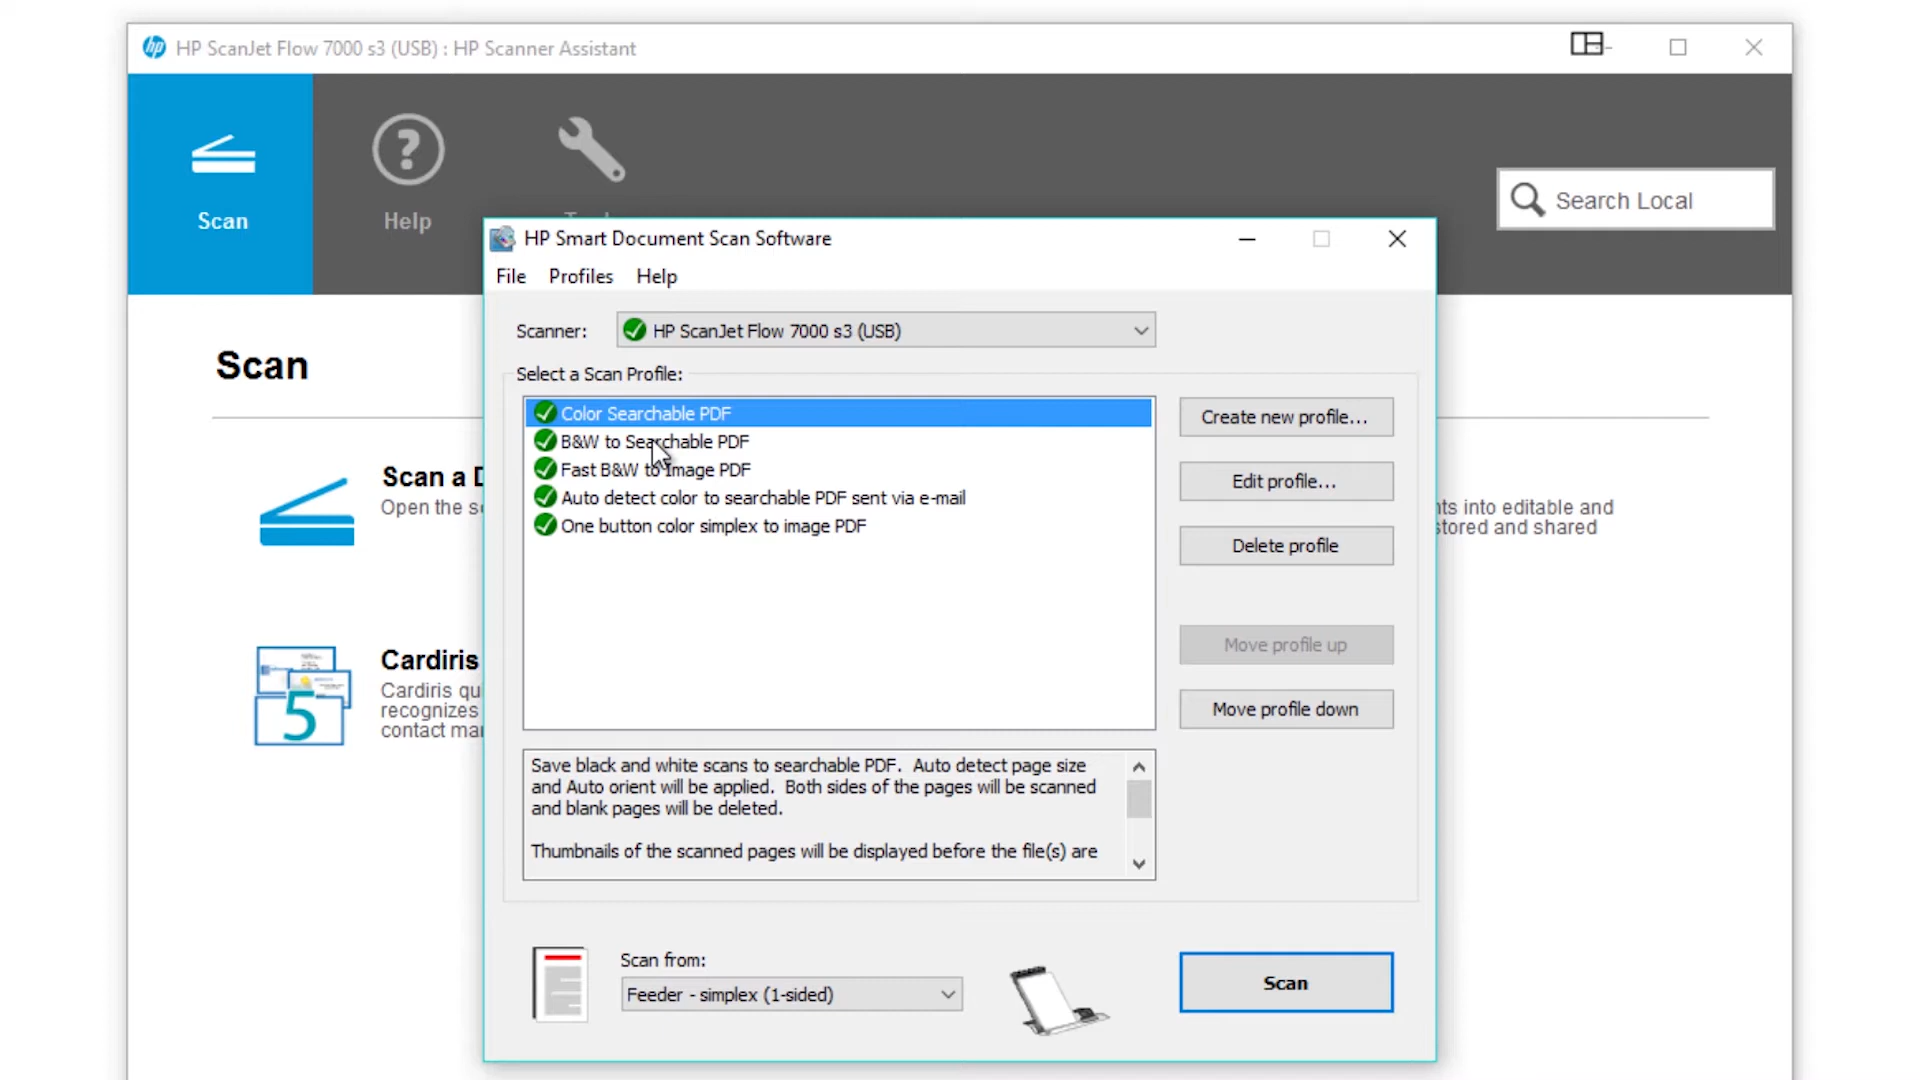 HP ScanJet Flow 7000 s3 (USB) : HP Scanner Assistant
Scan
Help
Search Local
HP Smart Document Scan Software
File Profiles Help
Scanner: HP ScanJet Flow 7000 s3 (USB)
Select a Scan Profile:
Color Searchable PDF
B&W to Searchable PDF
Fast B&W to Image PDF
Auto detect color to searchable PDF sent via e-mail
One button color simplex to image PDF
Create new profile...
Edit profile...
Delete profile
Move profile up
Move profile down
Save black and white scans to searchable PDF. Auto detect page size
and Auto orient will be applied. Both sides of the pages will be scanned
and blank pages will be deleted.
Thumbnails of the scanned pages will be displayed before the file(s) are
Scan from:
Feeder - simplex (1-sided)
Scan
Scan
Scan a
Open the
into editable and
stored and shared
Cardiris
Cardiris
recognizes
contact
hp
5